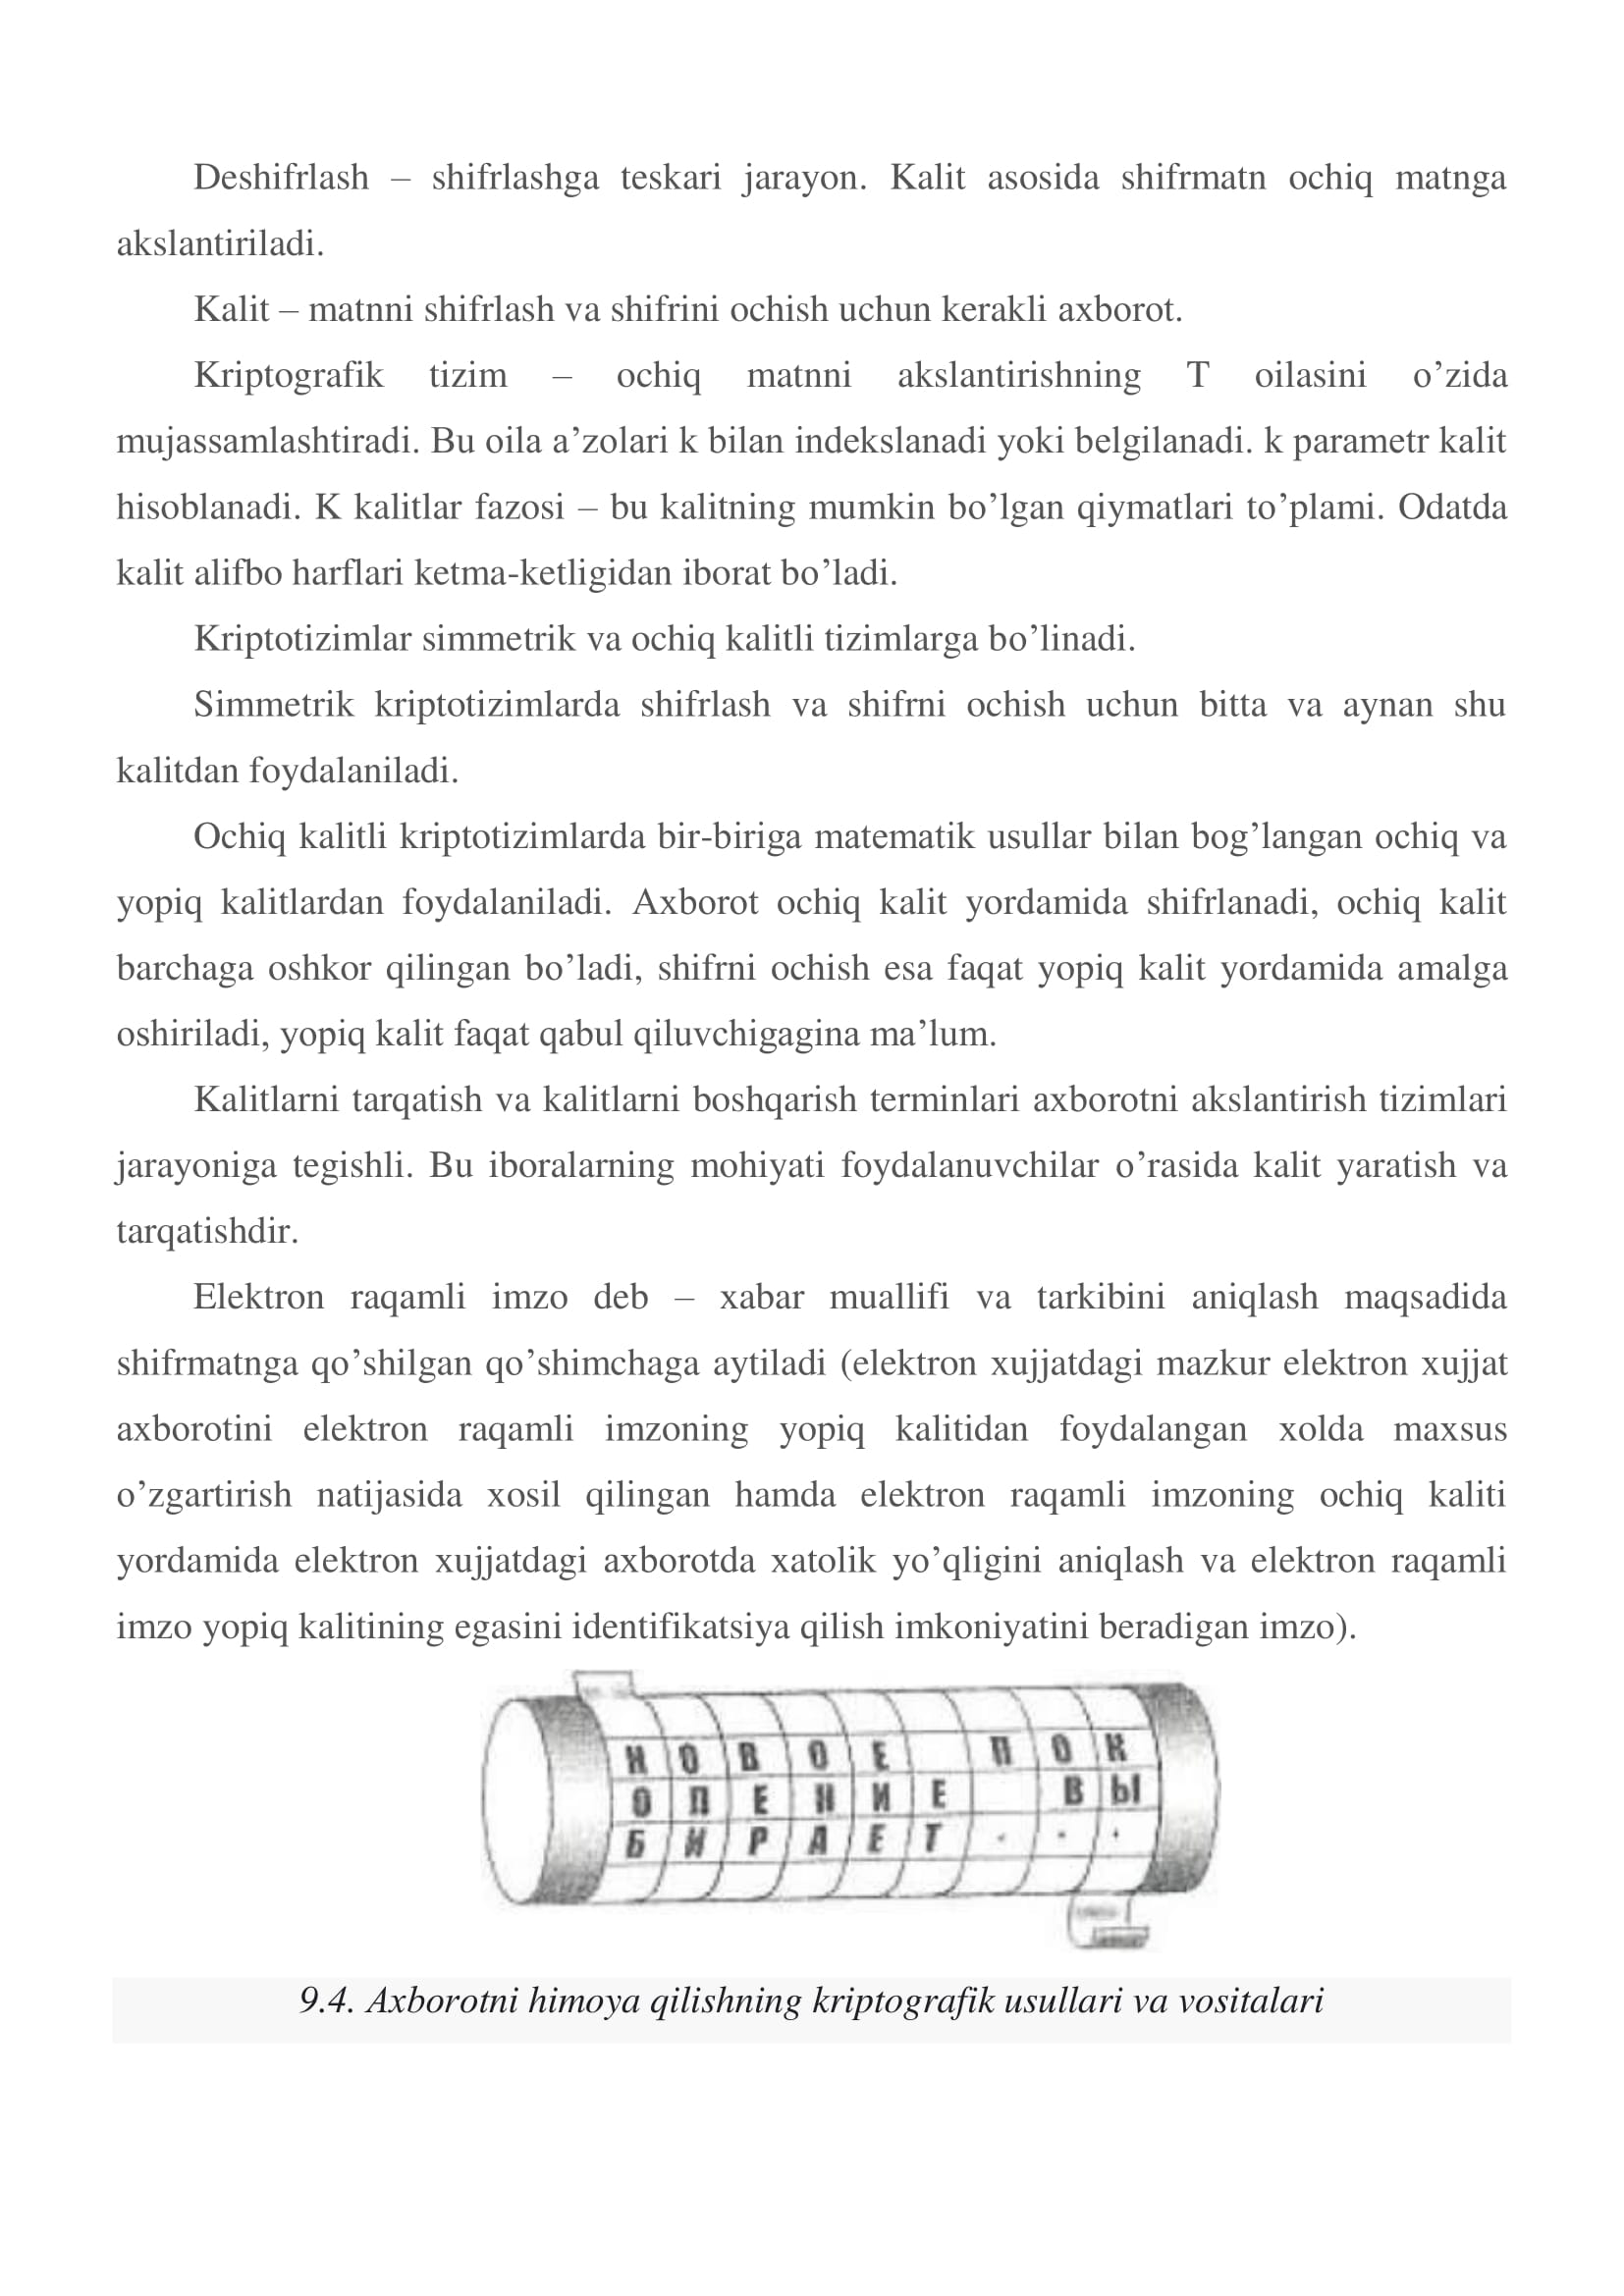 Deshifrlash – shifrlashga teskari jarayon. Kalit asosida shifrmatn ochiq matnga
akslantiriladi.
Kalit – matnni shifrlash va shifrini ochish uchun kerakli axborot.
Kriptografik tizim – ochiq matnni akslantirishning T oilasini o’zida
mujassamlashtiradi. Bu oila a’zolari k bilan indekslanadi yoki belgilanadi. k parametr kalit
hisoblanadi. K kalitlar fazosi – bu kalitning mumkin bo’lgan qiymatlari to’plami. Odatda
kalit alifbo harflari ketma-ketligidan iborat bo’ladi.
Kriptotizimlar simmetrik va ochiq kalitli tizimlarga bo’linadi.
Simmetrik kriptotizimlarda shifrlash va shifrni ochish uchun bitta va aynan shu
kalitdan foydalaniladi.
Ochiq kalitli kriptotizimlarda bir-biriga matematik usullar bilan bog’langan ochiq va
yopiq kalitlardan foydalaniladi. Axborot ochiq kalit yordamida shifrlanadi, ochiq kalit
barchaga oshkor qilingan bo’ladi, shifrni ochish esa faqat yopiq kalit yordamida amalga
oshiriladi, yopiq kalit faqat qabul qiluvchigagina ma’lum.
Kalitlarni tarqatish va kalitlarni boshqarish terminlari axborotni akslantirish tizimlari
jarayoniga tegishli. Bu iboralarning mohiyati foydalanuvchilar o’rasida kalit yaratish va
tarqatishdir.
Elektron raqamli imzo deb – xabar muallifi va tarkibini aniqlash maqsadida
shifrmatnga qo’shilgan qo’shimchaga aytiladi (elektron xujjatdagi mazkur elektron xujjat
axborotini elektron raqamli imzoning yopiq kalitidan foydalangan xolda maxsus
o’zgartirish natijasida xosil qilingan hamda elektron raqamli imzoning ochiq kaliti
yordamida elektron xujjatdagi axborotda xatolik yo’qligini aniqlash va elektron raqamli
imzo yopiq kalitining egasini identifikatsiya qilish imkoniyatini beradigan imzo).
Н О В О Е П О К
О Л Е Н И Е В Ы
Б И Р А Е Т . . .
9.4. Axborotni himoya qilishning kriptografik usullari va vositalari